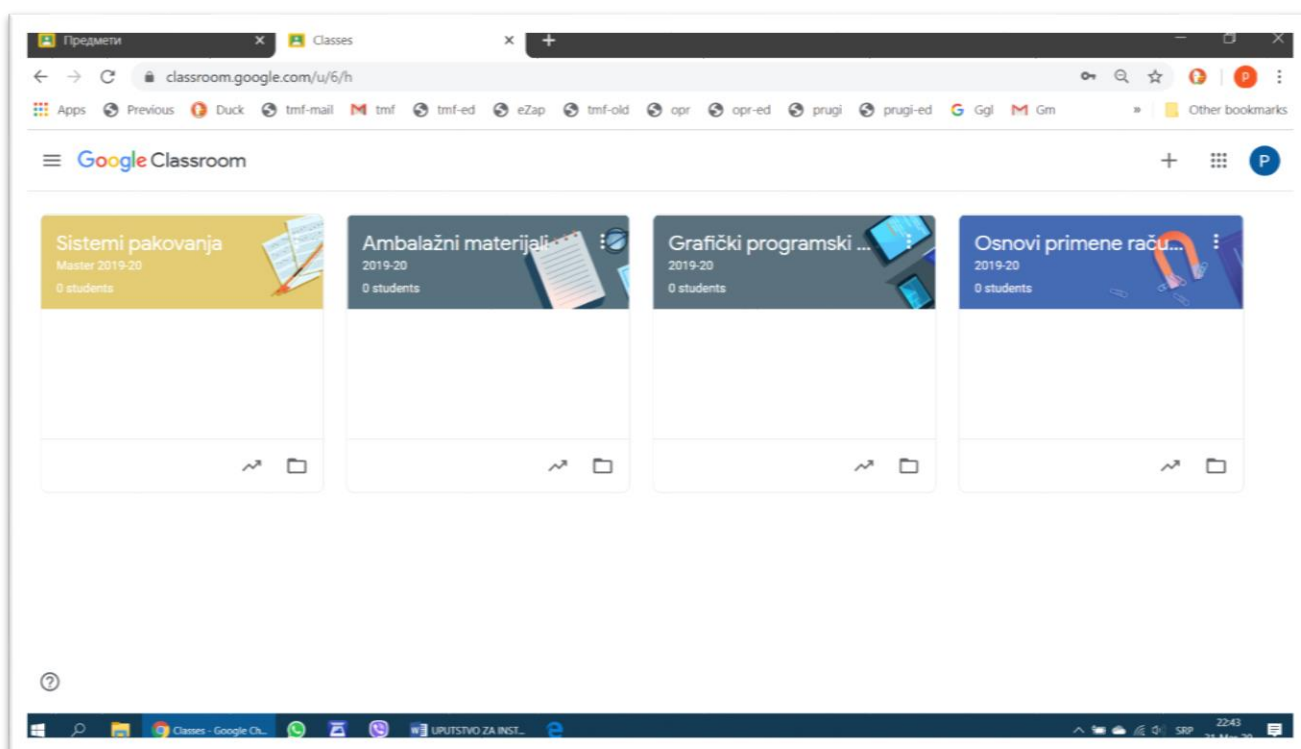 Предмети
Classes
classroom.google.com/u/6/h
Apps Previous Duck tmf-mail tmf tmf-ed eZap tmf-old opr opr-ed prugi prugi-ed Ggl Gm » Other bookmarks
Google Classroom
P
Sistemi pakovanja
Master 2019-20
0 students
Ambalažni materijali
2019-20
0 students
Grafički programski ...
2019-20
0 students
Osnovi primene raču...
2019-20
0 students
Classes - Google Ch...
UPUTSTVO ZA INST...
SRP
22:43